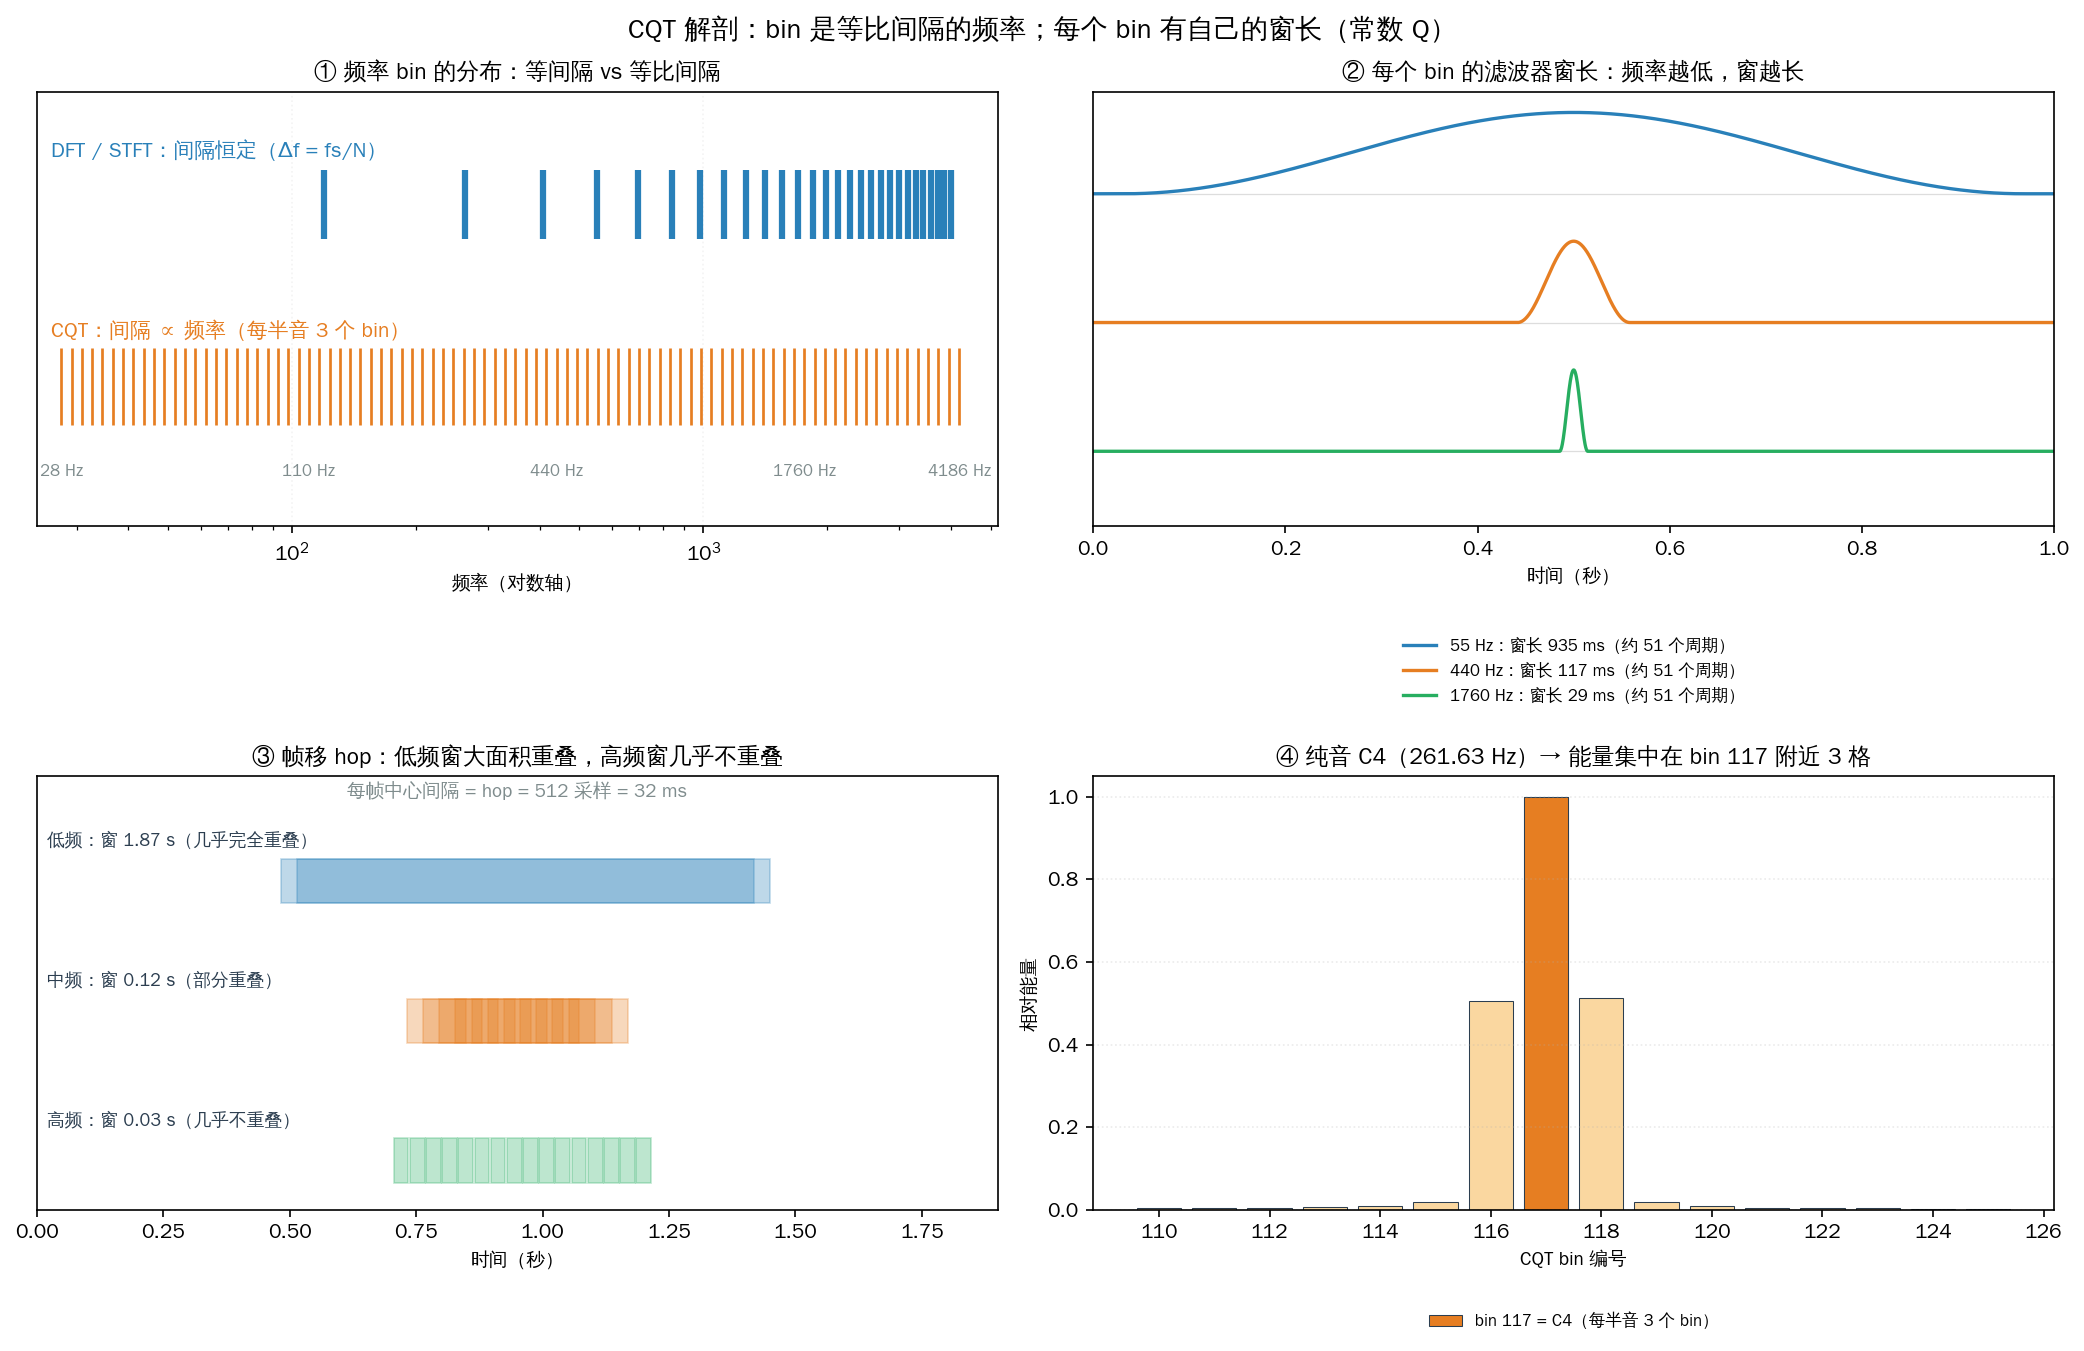 CQT 解剖：bin 是等比间隔的频率；每个 bin 有自己的窗长（常数 Q）
① 频率 bin 的分布：等间隔 vs 等比间隔
DFT / STFT：间隔恒定（Δf = fs/N）
CQT：间隔 ∝ 频率（每半音 3 个 bin）
28 Hz 110 Hz 440 Hz 1760 Hz 4186 Hz
10² 10³
频率（对数轴）
② 每个 bin 的滤波器窗长：频率越低，窗越长
0.0 0.2 0.4 0.6 0.8 1.0
时间（秒）
55 Hz：窗长 935 ms（约 51 个周期）
440 Hz：窗长 117 ms（约 51 个周期）
1760 Hz：窗长 29 ms（约 51 个周期）
③ 帧移 hop：低频窗大面积重叠，高频窗几乎不重叠
每帧中心间隔 = hop = 512 采样 = 32 ms
低频：窗 1.87 s（几乎完全重叠）
中频：窗 0.12 s（部分重叠）
高频：窗 0.03 s（几乎不重叠）
0.00 0.25 0.50 0.75 1.00 1.25 1.50 1.75
时间（秒）
④ 纯音 C4（261.63 Hz）→ 能量集中在 bin 117 附近 3 格
相对能量
1.0
0.8
0.6
0.4
0.2
0.0
110 112 114 116 118 120 122 124 126
CQT bin 编号
bin 117 = C4（每半音 3 个 bin）